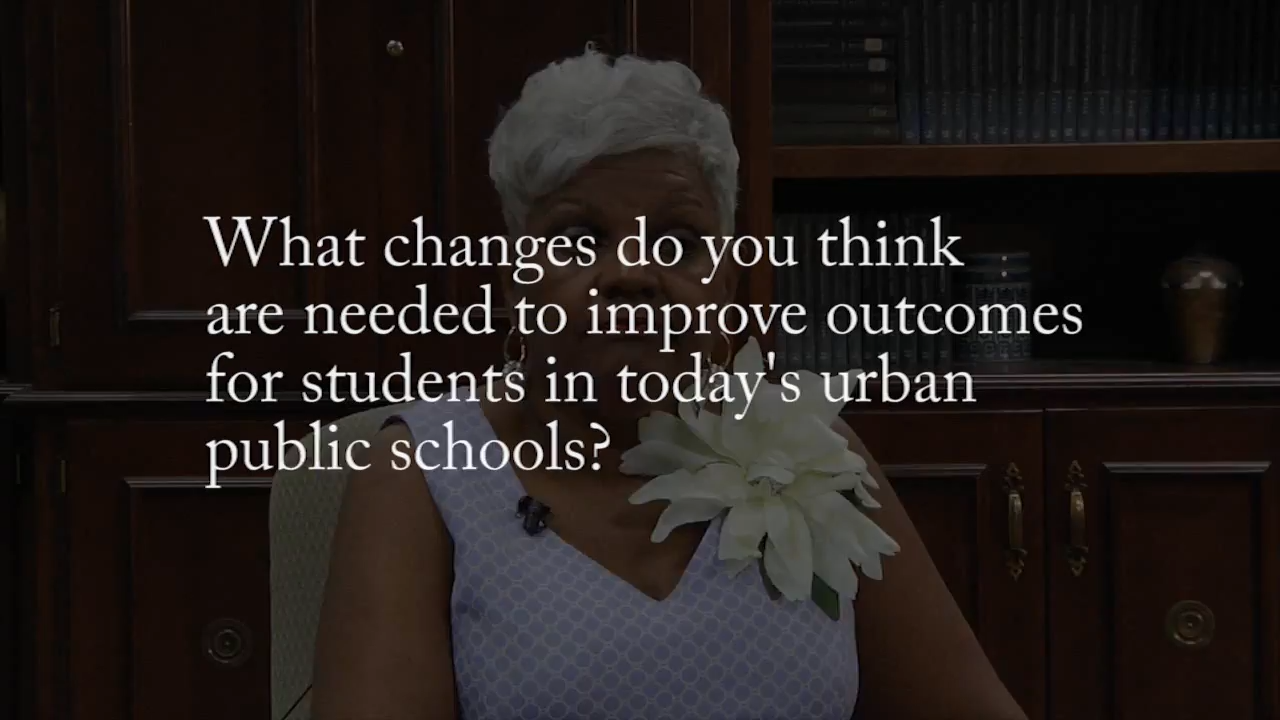 What changes do you think
are needed to improve outcomes
for students in today's urban
public schools?